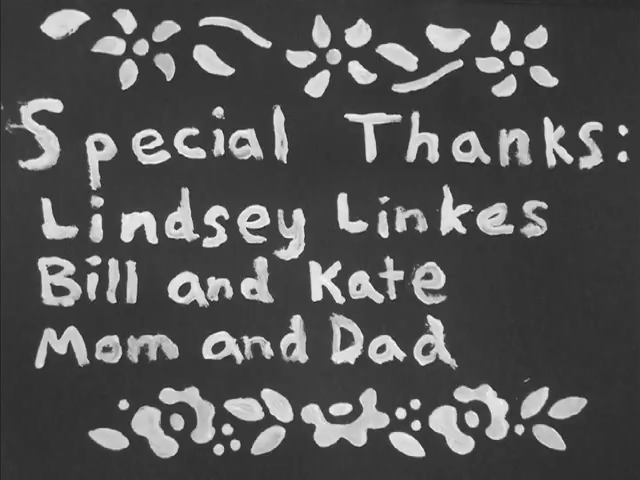 Special Thanks:
Lindsey Linkes
Bill and Kate
Mom and Dad